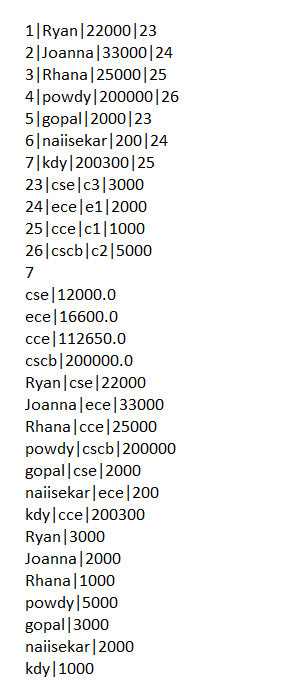 1|Ryan|22000|23
2|Joanna|33000|24
3|Rhana|25000|25
4|powdy|200000|26
5|gopal|2000|23
6|naiisekar|200|24
7|kdy|200300|25
23|cse|c3|3000
24|ece|e1|2000
25|cce|c1|1000
26|cscb|c2|5000
7
cse|12000.0
ece|16600.0
cce|112650.0
cscb|200000.0
Ryan|cse|22000
Joanna|ece|33000
Rhana|cce|25000
powdy|cscb|200000
gopal|cse|2000
naiisekar|ece|200
kdy|cce|200300
Ryan|3000
Joanna|2000
Rhana|1000
powdy|5000
gopal|3000
naiisekar|2000
kdy|1000